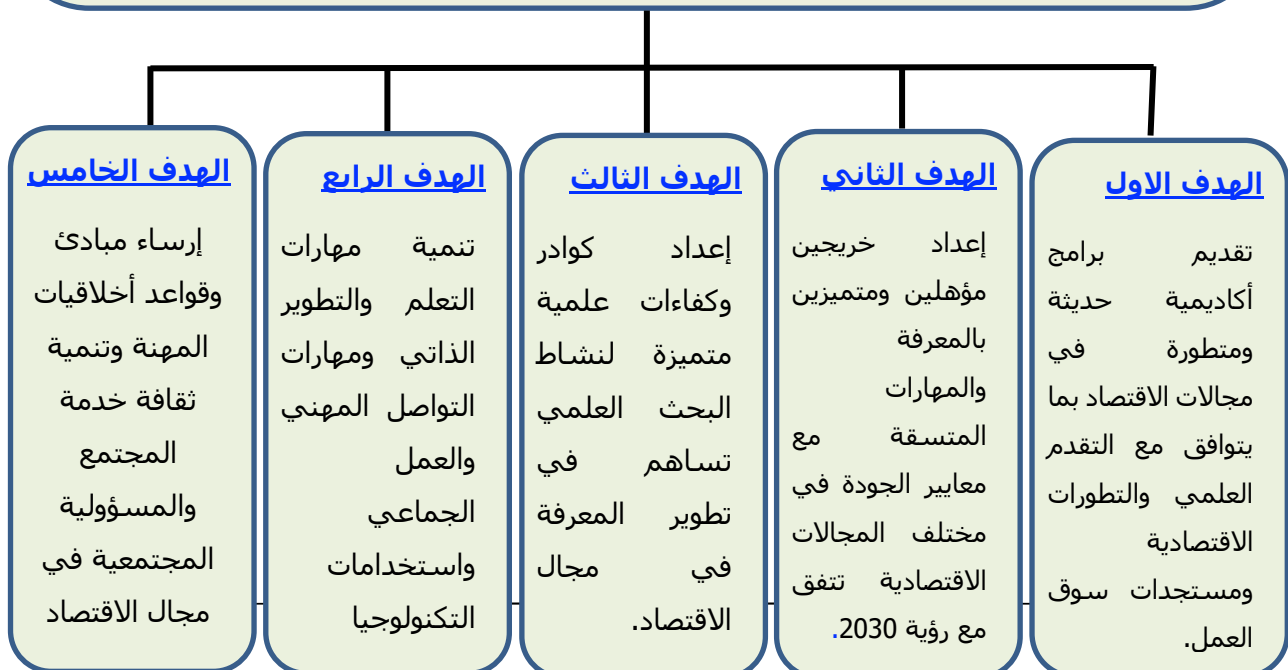 الهدف الاول
تقديم برامج
أكاديمية حديثة
ومتطورة في
مجالات الاقتصاد بما
يتوافق مع التقدم
العلمي والتطورات
الاقتصادية
ومستجدات سوق
العمل.
الهدف الثاني
إعداد خريجين
مؤهلين ومتميزين
بالمعرفة
والمهارات
المتسقة مع
معايير الجودة في
مختلف المجالات
الاقتصادية تتفق
مع رؤية 2030.
الهدف الثالث
إعداد كوادر
وكفاءات علمية
متميزة لنشاط
البحث العلمي
تساهم في
تطوير المعرفة
في مجال
الاقتصاد.
الهدف الرابع
تنمية مهارات
التعلم والتطوير
الذاتي ومهارات
التواصل المهني
والعمل
الجماعي
واستخدامات
التكنولوجيا
الهدف الخامس
إرساء مبادئ
وقواعد أخلاقيات
المهنة وتنمية
ثقافة خدمة
المجتمع
والمسؤولية
المجتمعية في
مجال الاقتصاد